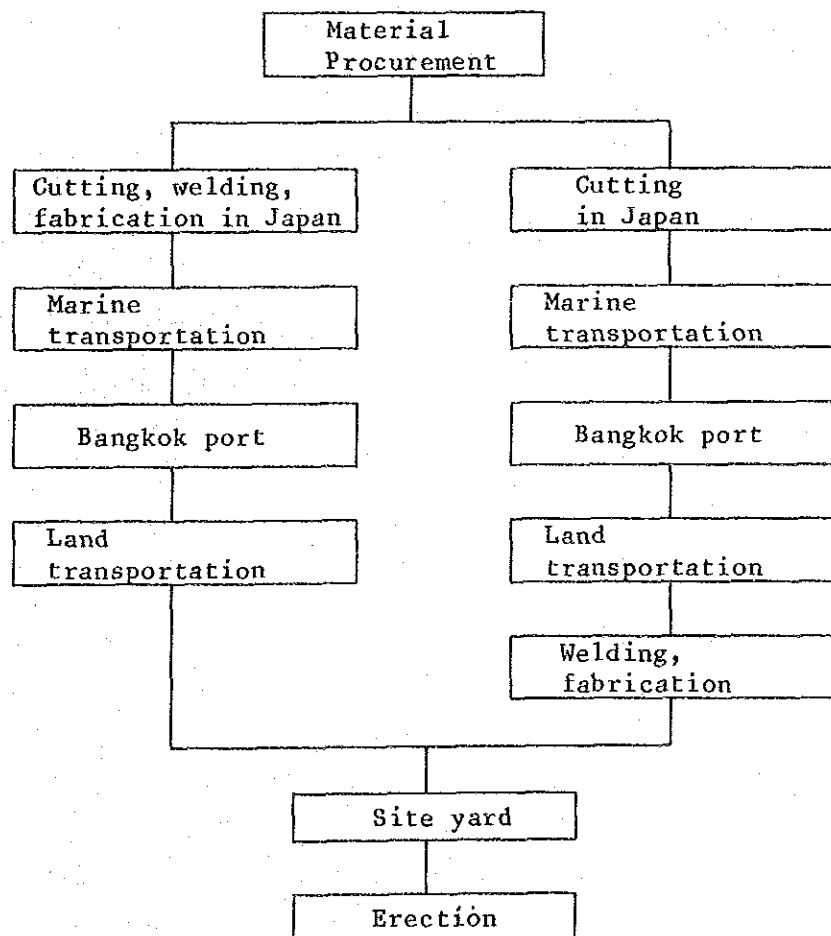 Material
Procurement
Cutting, welding,
fabrication in Japan
Cutting
in Japan
Marine
transportation
Marine
transportation
Bangkok port
Bangkok port
Land
transportation
Land
transportation
Welding,
fabrication
Site yard
Erection